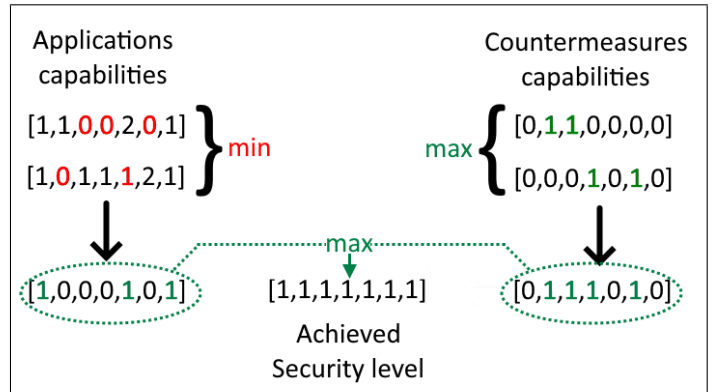 Applications
capabilities
[1,1,0,0,2,0,1]
[1,0,1,1,1,2,1]
min
[1,0,0,0,1,0,1]
Countermeasures
capabilities
[0,1,1,0,0,0,0]
[0,0,0,1,0,1,0]
max
[0,1,1,1,0,1,0]
max
[1,1,1,1,1,1,1]
Achieved
Security level